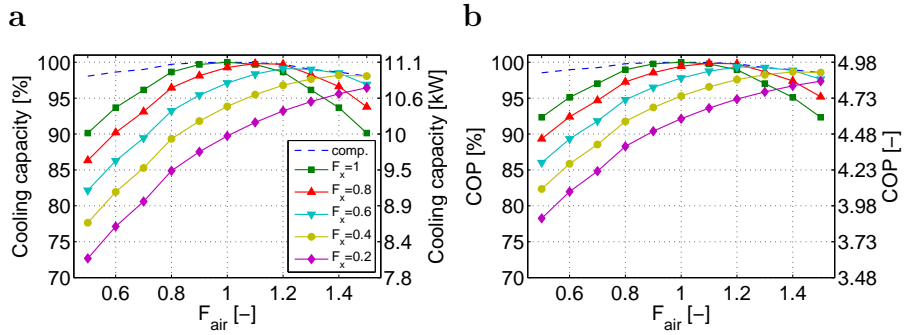 a
Cooling capacity [%]
100
95
90
85
80
75
70
11.1
10.6
10
9.5
8.9
8.4
7.8
Cooling capacity [kW]
comp.
F_x=1
F_x=0.8
F_x=0.6
F_x=0.4
F_x=0.2
0.6 0.8 1 1.2 1.4
F_air [–]
b
COP [%]
100
95
90
85
80
75
70
4.98
4.73
4.48
4.23
3.98
3.73
3.48
COP [–]
0.6 0.8 1 1.2 1.4
F_air [–]